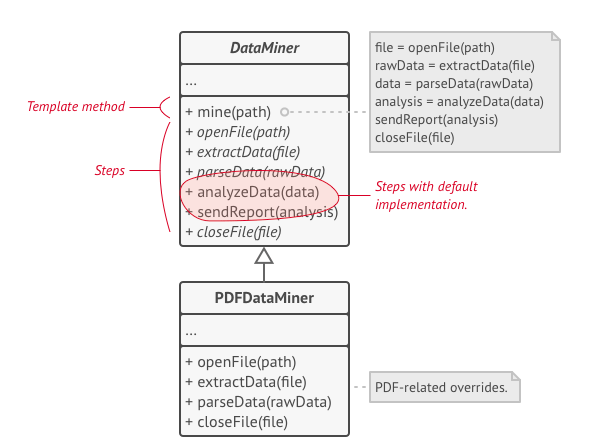 DataMiner
...
Template method
+ mine(path)
Steps
+ openFile(path)
+ extractData(file)
+ parseData(rawData)
+ analyzeData(data)
+ sendReport(analysis)
+ closeFile(file)
file = openFile(path)
rawData = extractData(file)
data = parseData(rawData)
analysis = analyzeData(data)
sendReport(analysis)
closeFile(file)
Steps with default
implementation.
PDFDataMiner
...
+ openFile(path)
+ extractData(file)
+ parseData(rawData)
+ closeFile(file)
PDF-related overrides.